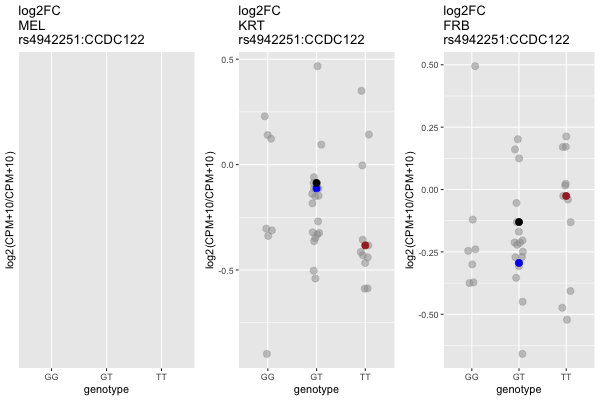 log2FC
MEL
rs4942251:CCDC122
log2(CPM+10/CPM+10)
GG GT TT
genotype
log2FC
KRT
rs4942251:CCDC122
log2(CPM+10/CPM+10)
0.5
0.0
-0.5
GG GT TT
genotype
log2FC
FRB
rs4942251:CCDC122
log2(CPM+10/CPM+10)
0.50
0.25
0.00
-0.25
-0.50
GG GT TT
genotype